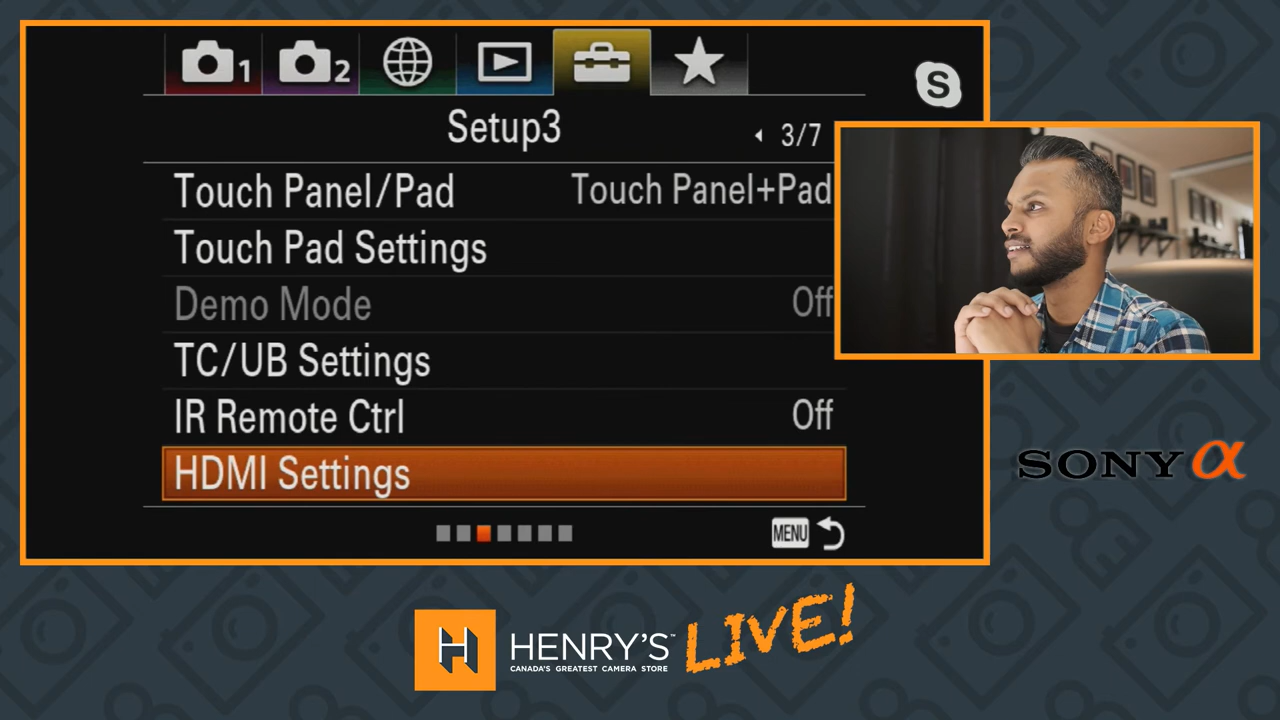 1
2
Setup3
3/7
Touch Panel/Pad Touch Panel+Pad
Touch Pad Settings
Demo Mode Off
TC/UB Settings
IR Remote Ctrl Off
HDMI Settings
MENU
S
SONY α
H
HENRY'S™ LIVE!
CANADA'S GREATEST CAMERA STORE